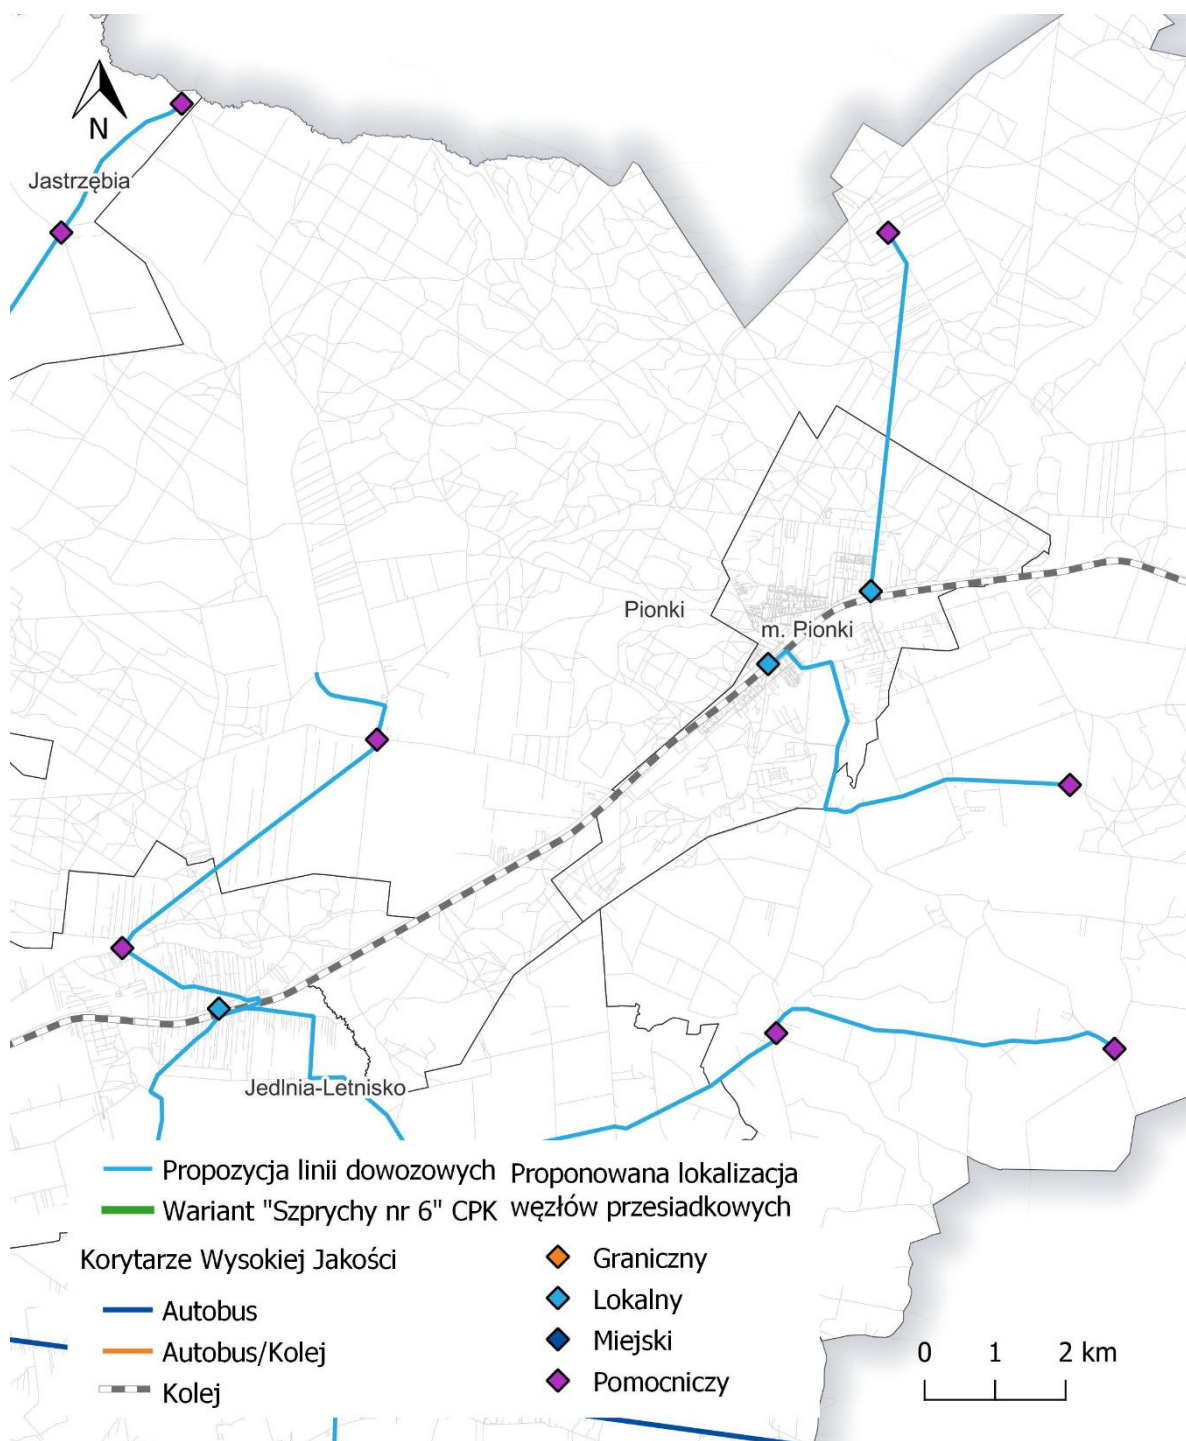 N
Jastrzębia
Pionki
m. Pionki
Jedlnia-Letnisko
Propozycja linii dowozowych
Wariant "Szprychy nr 6" CPK
Korytarze Wysokiej Jakości
Autobus
Autobus/Kolej
Kolej
Proponowana lokalizacja
węzłów przesiadkowych
Graniczny
Lokalny
Miejski
Pomocniczy
0 1 2 km